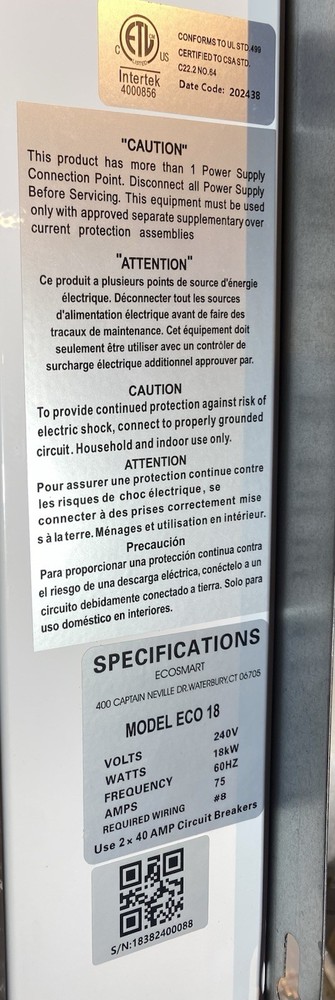 CONFORMS TO UL STD.499
CERTIFIED TO CSA STD.
C22.2 NO.64
Date Code: 202438
C ETL US
Intertek
4000856
"CAUTION"
This product has more than 1 Power Supply
Connection Point. Disconnect all Power Supply
Before Servicing. This equipment must be used
only with approved separate supplementary over
current protection assemblies
"ATTENTION"
Ce produit a plusieurs points de source d'énergie
électrique. Déconnecter tout les sources
d'alimentation électrique avant de faire des
tracaux de maintenance. Cet équipement doit
seulement être utiliser avec un contrôler de
surcharge électrique additionnel approuver par.
CAUTION
To provide continued protection against risk of
electric shock, connect to properly grounded
circuit. Household and indoor use only.
ATTENTION
Pour assurer une protection continue contre
les risques de choc électrique, se
connecter à des prises correctement mise
s à la terre. Ménages et utilisation en intérieur.
Precaución
Para proporcionar una protección continua contra
el riesgo de una descarga eléctrica, conéctelo a un
circuito debidamente conectado a tierra. Solo para
uso doméstico en interiores.
SPECIFICATIONS
ECOSMART
400 CAPTAIN NEVILLE DR.WATERBURY,CT 06705
MODEL ECO 18
VOLTS 240V
WATTS 18kW
FREQUENCY 60HZ
AMPS 75
REQUIRED WIRING #8
Use 2 x 40 AMP Circuit Breakers
S/N:18382400088